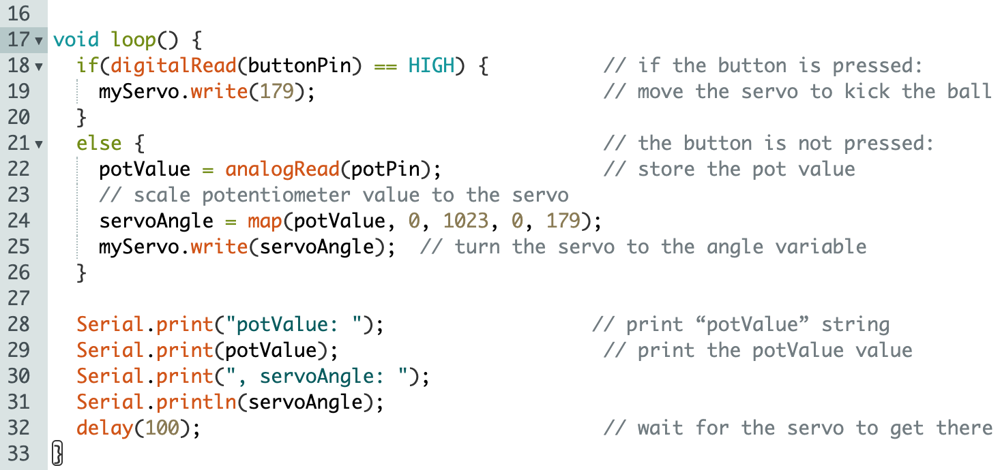 16
17 void loop() {
18 if(digitalRead(buttonPin) == HIGH) { // if the button is pressed:
19 myServo.write(179); // move the servo to kick the ball
20 }
21 else { // the button is not pressed:
22 potValue = analogRead(potPin); // store the pot value
23 // scale potentiometer value to the servo
24 servoAngle = map(potValue, 0, 1023, 0, 179);
25 myServo.write(servoAngle); // turn the servo to the angle variable
26 }
27
28 Serial.print("potValue: "); // print “potValue” string
29 Serial.print(potValue); // print the potValue value
30 Serial.print(", servoAngle: ");
31 Serial.println(servoAngle);
32 delay(100); // wait for the servo to get there
33 }